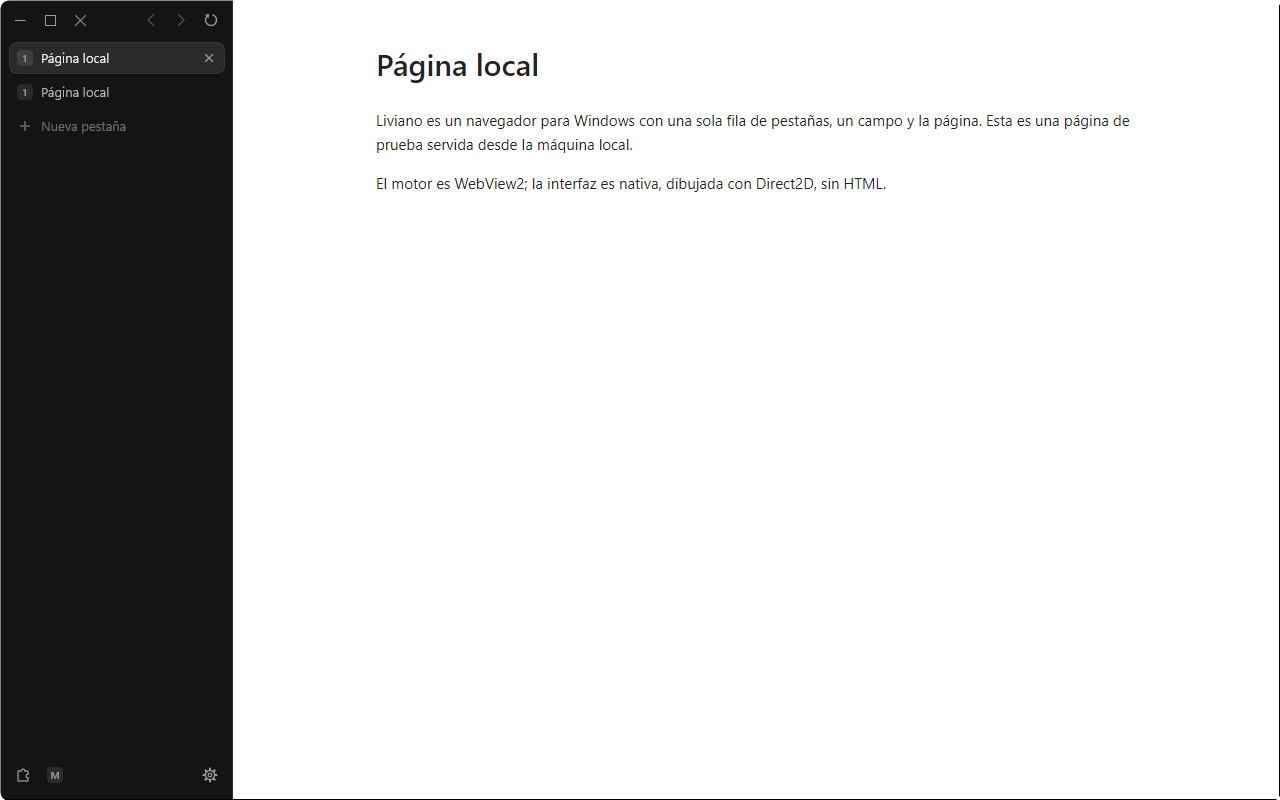 1 Página local
1 Página local
Nueva pestaña
M
Página local
Liviano es un navegador para Windows con una sola fila de pestañas, un campo y la página. Esta es una página de
prueba servida desde la máquina local.
El motor es WebView2; la interfaz es nativa, dibujada con Direct2D, sin HTML.